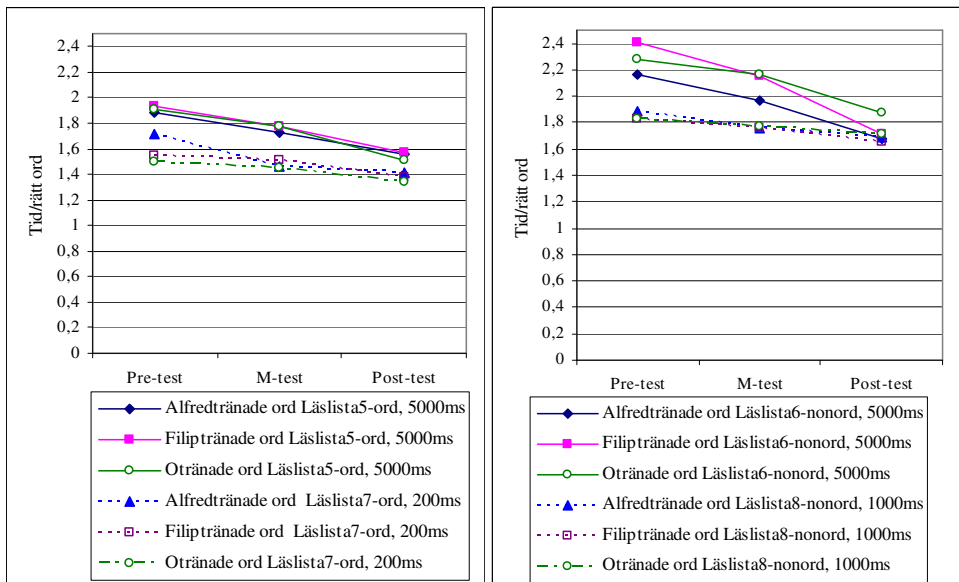 2,4
2,2
2
1,8
1,6
1,4
1,2
1
0,8
0,6
0,4
0,2
0
Tid/rätt ord
Pre-test M-test Post-test
Alfredtränade ord Läslista5-ord, 5000ms
Filiptränade ord Läslista5-ord, 5000ms
Otränade ord Läslista5-ord, 5000ms
Alfredtränade ord Läslista7-ord, 200ms
Filiptränade ord Läslista7-ord, 200ms
Otränade ord Läslista7-ord, 200ms
2,4
2,2
2
1,8
1,6
1,4
1,2
1
0,8
0,6
0,4
0,2
0
Tid/rätt ord
Pre-test M-test Post-test
Alfredtränade ord Läslista6-nonord, 5000ms
Filiptränade ord Läslista6-nonord, 5000ms
Otränade ord Läslista6-nonord, 5000ms
Alfredtränade ord Läslista8-nonord, 1000ms
Filiptränade ord Läslista8-nonord, 1000ms
Otränade ord Läslista8-nonord, 1000ms